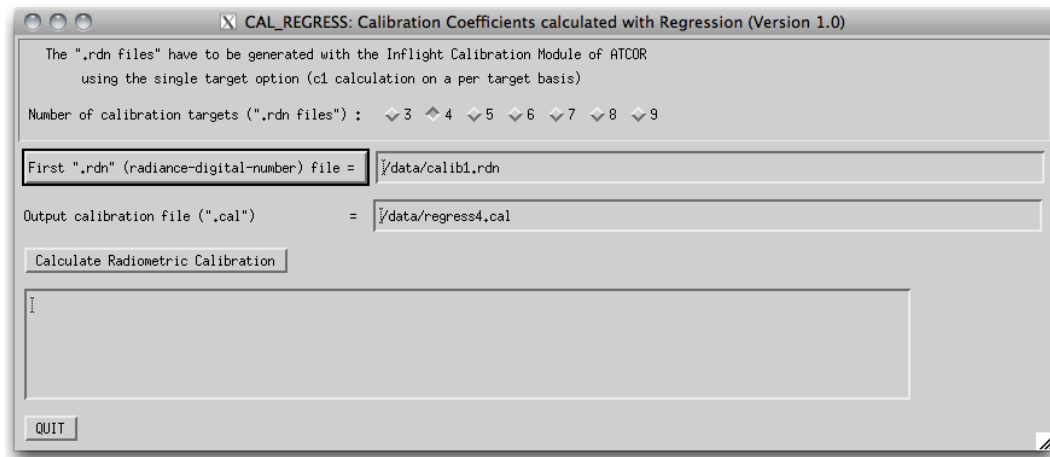 CAL_REGRESS: Calibration Coefficients calculated with Regression (Version 1.0)
The ".rdn files" have to be generated with the Inflight Calibration Module of ATCOR
using the single target option (c1 calculation on a per target basis)
Number of calibration targets (".rdn files") : 3 4 5 6 7 8 9
First ".rdn" (radiance-digital-number) file = /data/calib1.rdn
Output calibration file (".cal") = /data/regress4.cal
Calculate Radiometric Calibration
QUIT